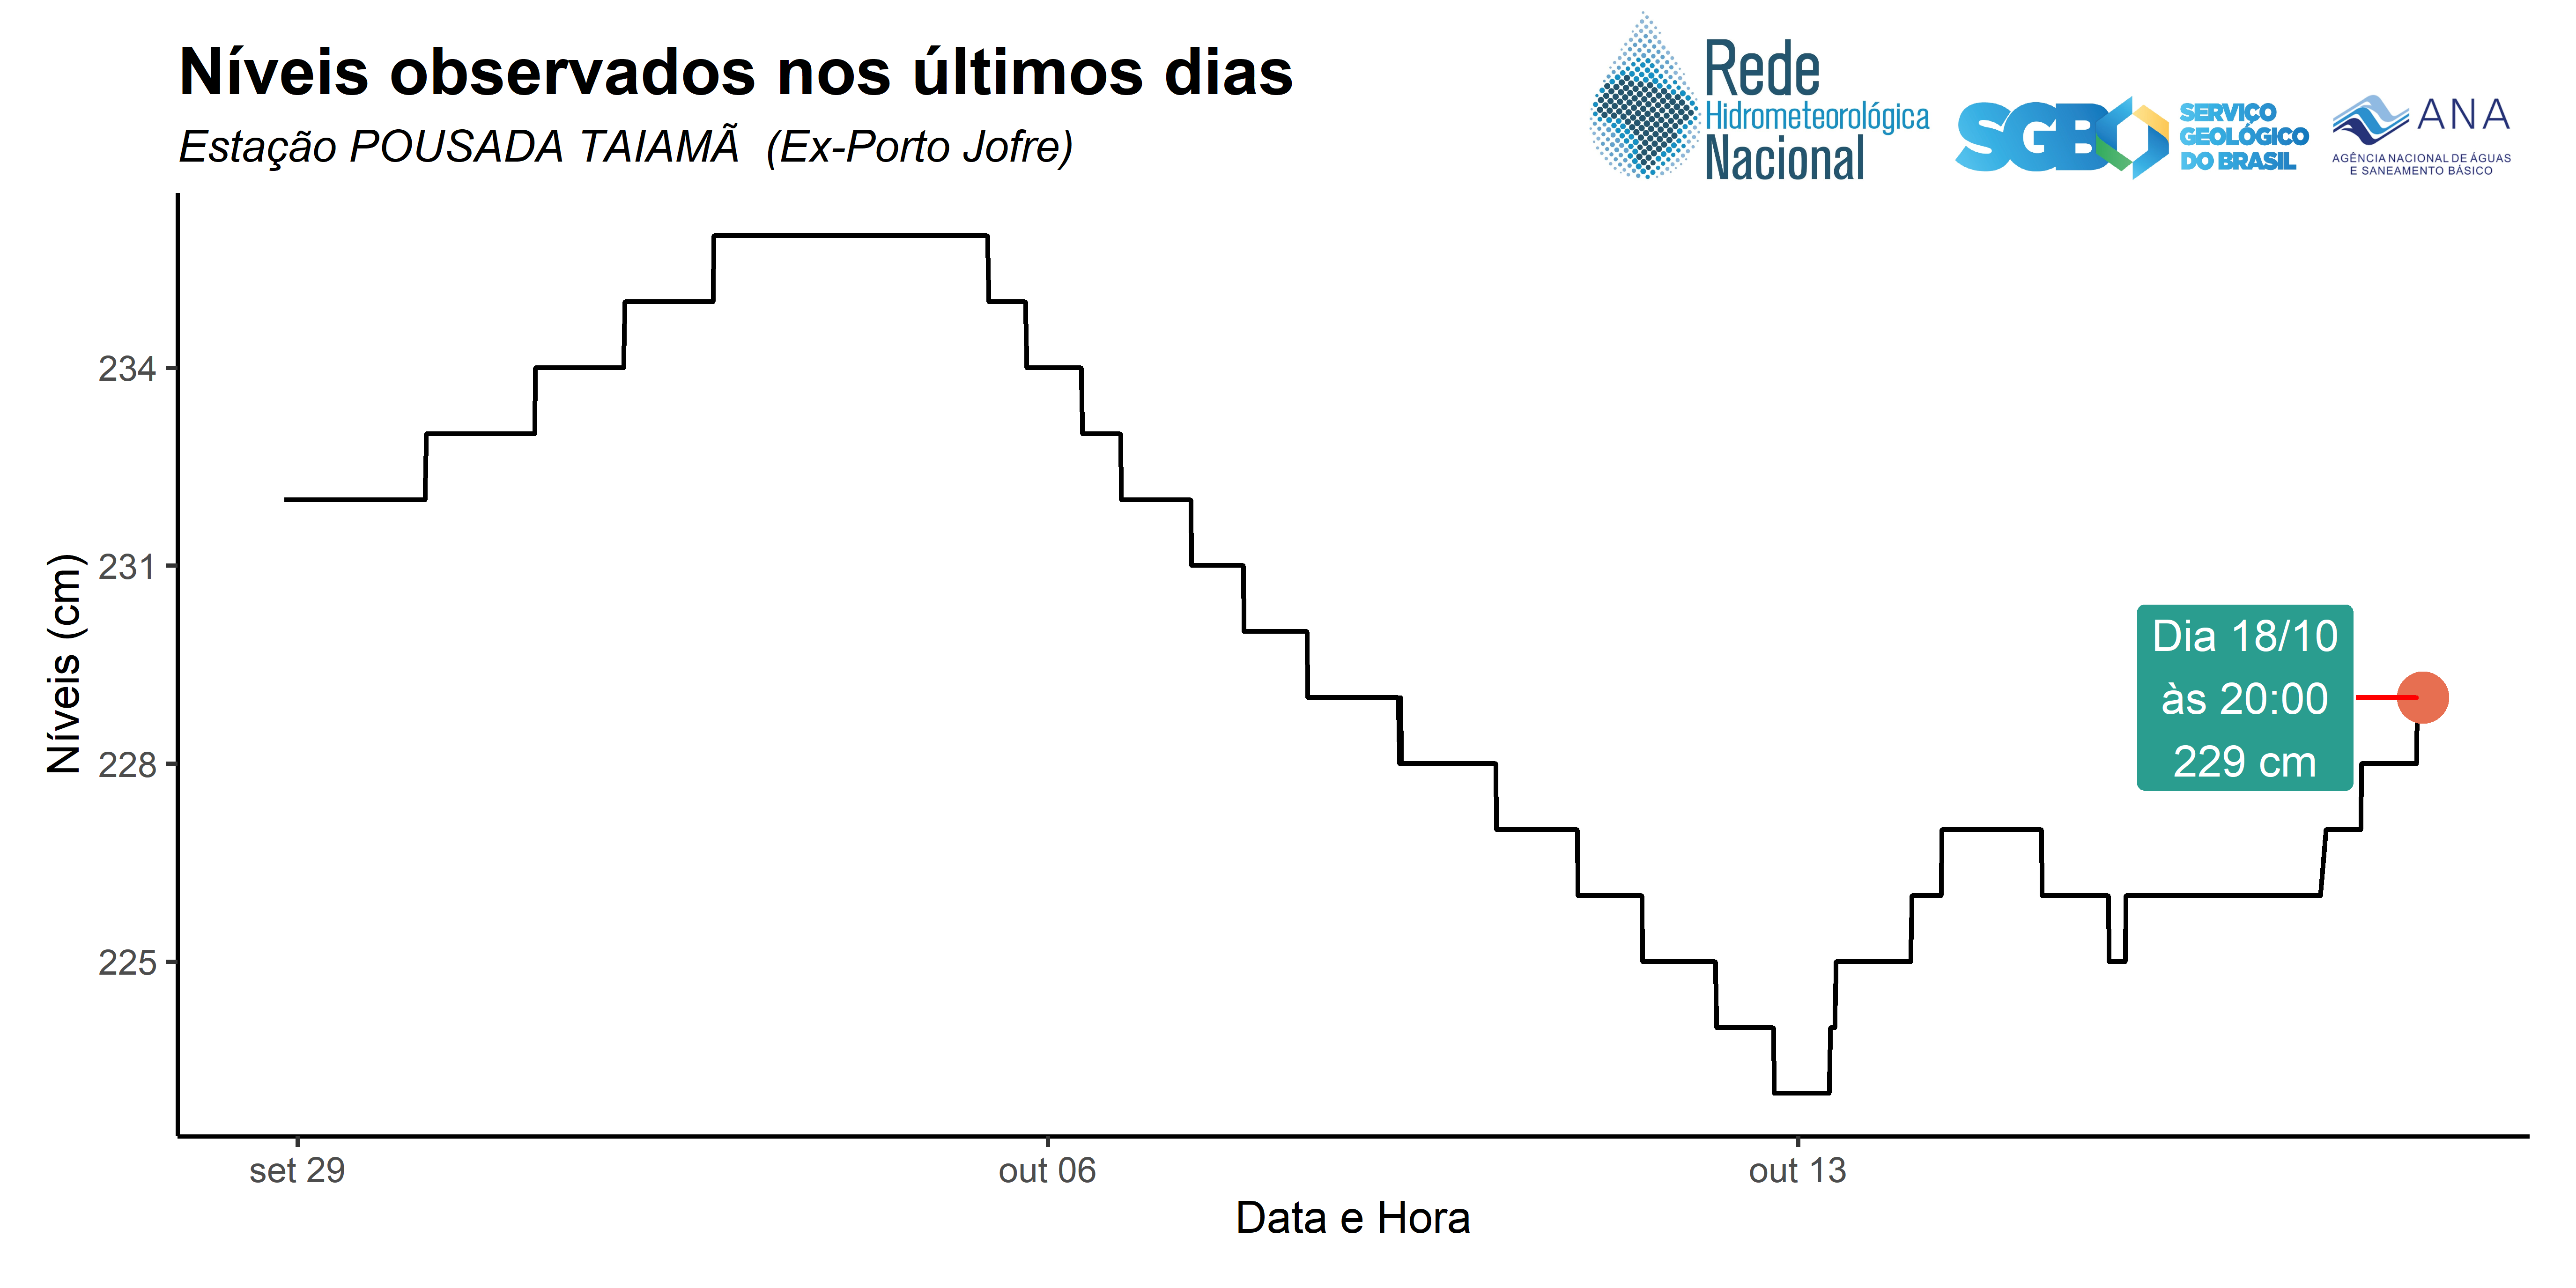 Níveis observados nos últimos dias
Estação POUSADA TAIAMÃ  (Ex-Porto Jofre)
Rede
Hidrometeorológica
Nacional
SGB
SERVIÇO
GEOLÓGICO
DO BRASIL
ANA
AGÊNCIA NACIONAL DE ÁGUAS
E SANEAMENTO BÁSICO
Níveis (cm)
234
231
228
225
Dia 18/10
às 20:00
229 cm
set 29
out 06
out 13
Data e Hora